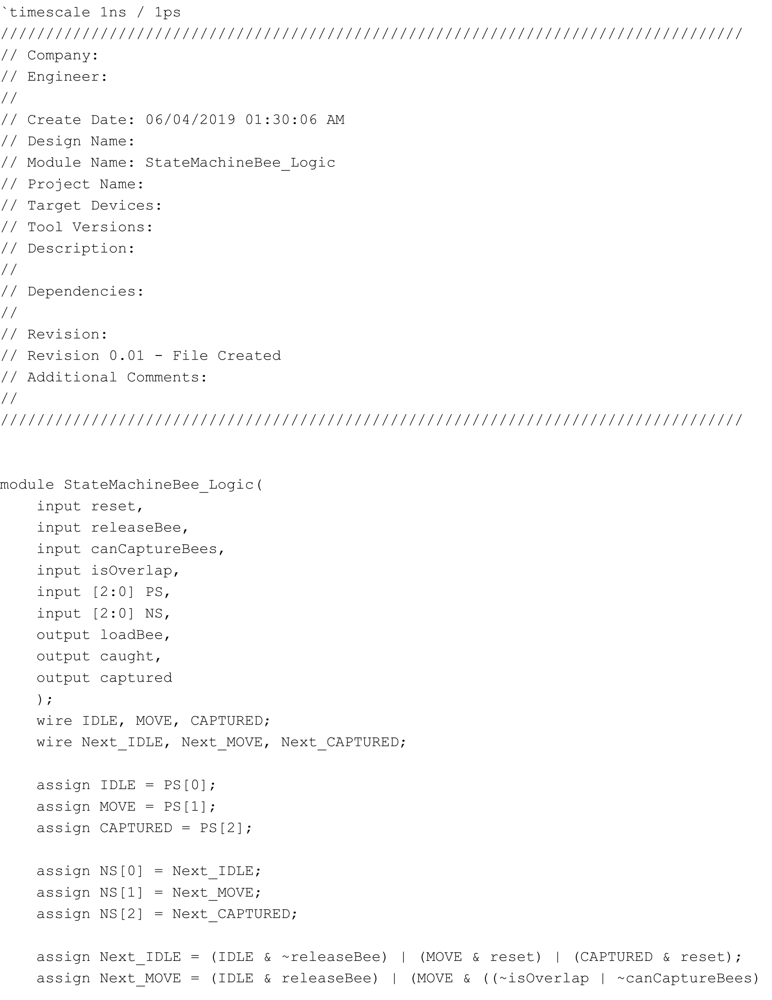 `timescale 1ns / 1ps
//////////////////////////////////////////////////////////////////////////////////
// Company:
// Engineer:
//
// Create Date: 06/04/2019 01:30:06 AM
// Design Name:
// Module Name: StateMachineBee_Logic
// Project Name:
// Target Devices:
// Tool Versions:
// Description:
//
// Dependencies:
//
// Revision:
// Revision 0.01 - File Created
// Additional Comments:
//
//////////////////////////////////////////////////////////////////////////////////


module StateMachineBee_Logic(
    input reset,
    input releaseBee,
    input canCaptureBees,
    input isOverlap,
    input [2:0] PS,
    input [2:0] NS,
    output loadBee,
    output caught,
    output captured
    );
    wire IDLE, MOVE, CAPTURED;
    wire Next_IDLE, Next_MOVE, Next_CAPTURED;

    assign IDLE = PS[0];
    assign MOVE = PS[1];
    assign CAPTURED = PS[2];

    assign NS[0] = Next_IDLE;
    assign NS[1] = Next_MOVE;
    assign NS[2] = Next_CAPTURED;

    assign Next_IDLE = (IDLE & ~releaseBee) | (MOVE & reset) | (CAPTURED & reset);
    assign Next_MOVE = (IDLE & releaseBee) | (MOVE & ((~isOverlap | ~canCaptureBees)